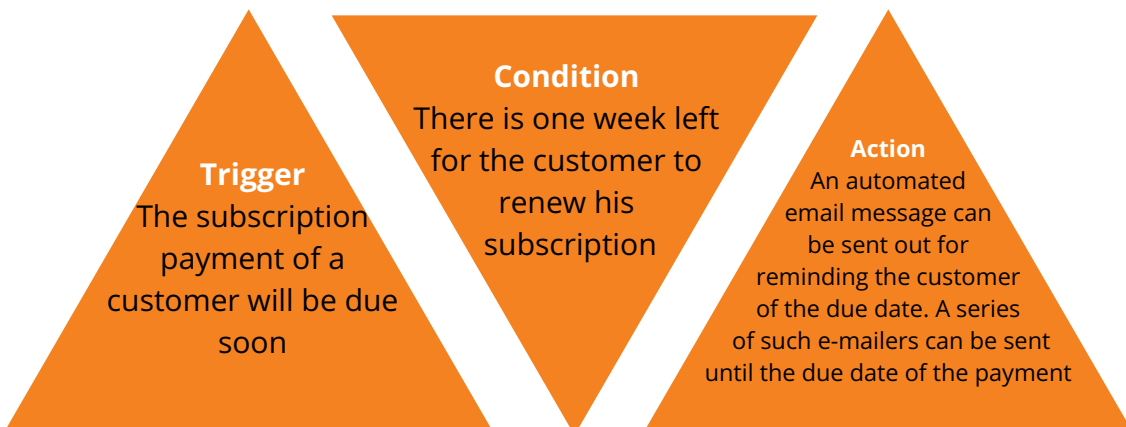 Trigger
The subscription
payment of a
customer will be due
soon
Condition
There is one week left
for the customer to
renew his
subscription
Action
An automated
email message can
be sent out for
reminding the customer
of the due date. A series
of such e-mailers can be sent
until the due date of the payment